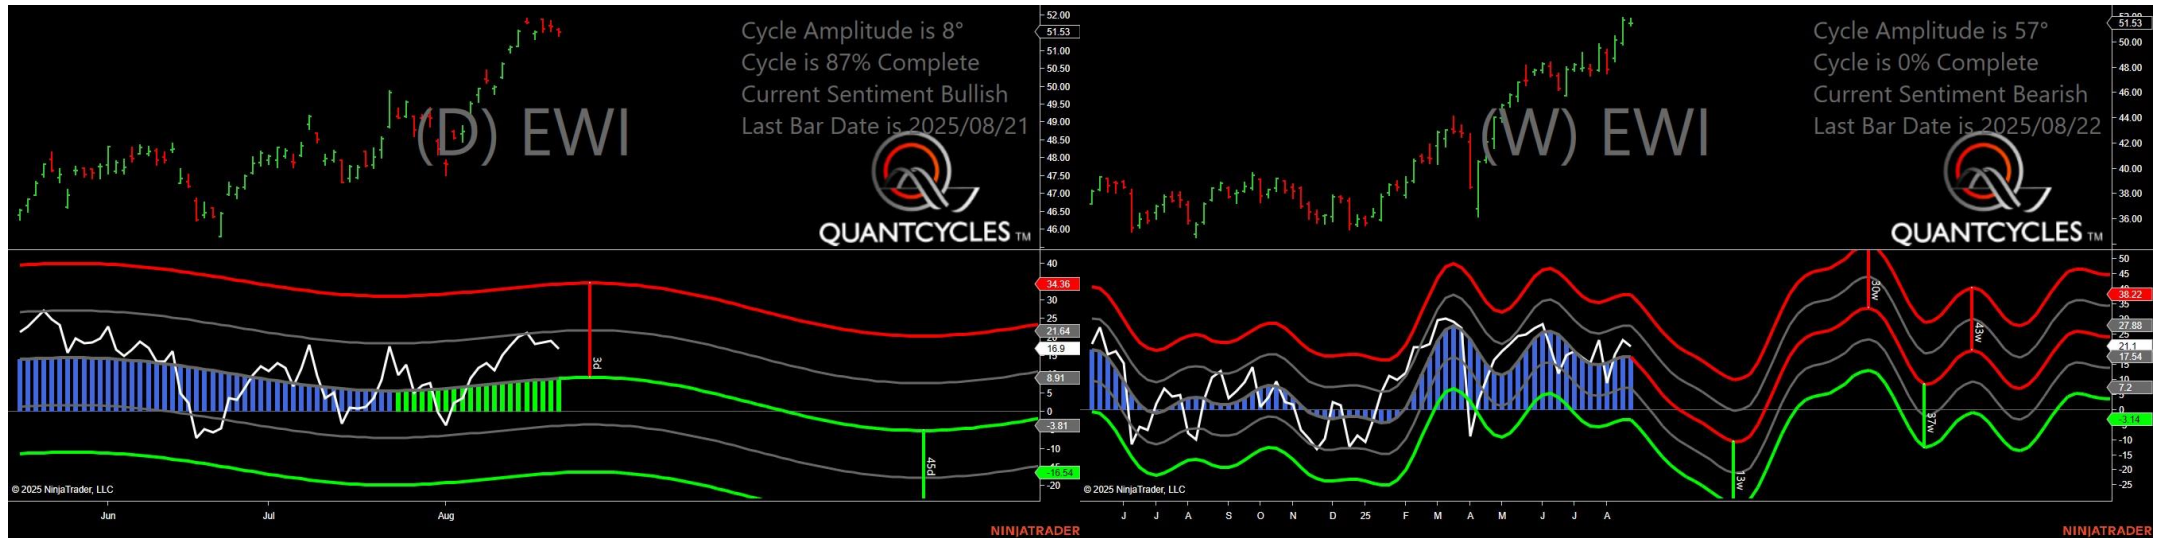 Cycle Amplitude is 8°
Cycle is 87% Complete
Current Sentiment Bullish
Last Bar Date is 2025/08/21
(D) EWI
QUANTCYCLES TM
52.00
51.53
51.00
50.50
50.00
49.50
49.00
48.50
48.00
47.50
47.00
46.50
46.00
40
34.36
30
25
21.64
16.9
8.91
5
0
-3.81
-10
-16.54
-20
3d
45d
© 2025 NinjaTrader, LLC
Jun Jul Aug
NINJATRADER
Cycle Amplitude is 57°
Cycle is 0% Complete
Current Sentiment Bearish
Last Bar Date is 2025/08/22
(W) EWI
QUANTCYCLES TM
51.53
50.00
48.00
46.00
44.00
42.00
40.00
38.00
36.00
50
45
38.22
27.88
21.1
17.54
7.2
0
-3.14
-10
-15
-20
-25
13w
30w
37w
43w
© 2025 NinjaTrader, LLC
J J A S O N D 25 F M A M J J A
NINJATRADER